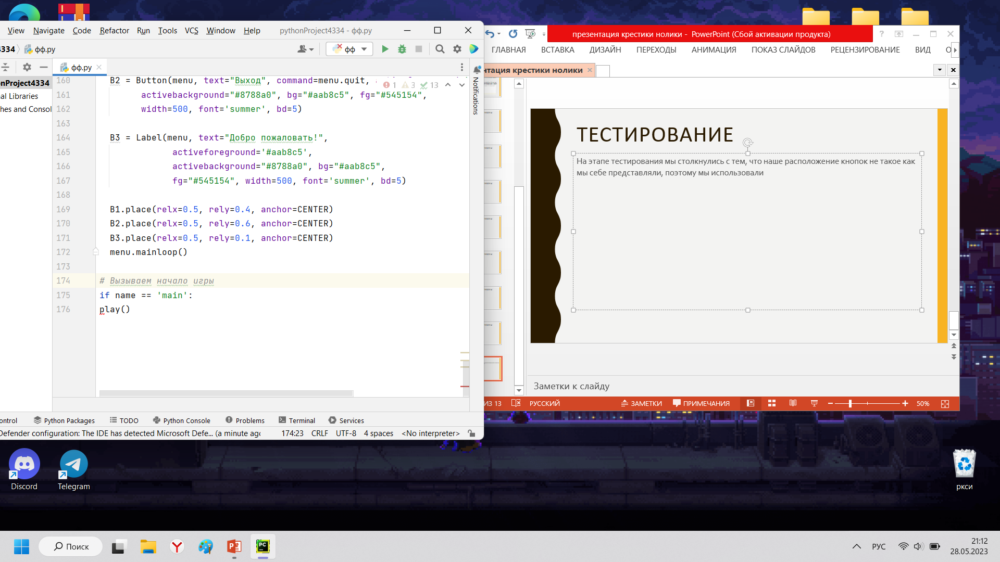 View Navigate Code Refactor Run Tools VCS Window Help pythonProject4334 - фф.py
4334 фф.py фф
фф.py
onProject4334
al Libraries
hes and Consol
1 3 13
Notifications
160 B2 = Button(menu, text="Выход", command=menu.quit,
161 activebackground="#8788a0", bg="#aab8c5", fg="#545154",
162 width=500, font='summer', bd=5)
163
164 B3 = Label(menu, text="Добро пожаловать!",
165 activeforeground='#aab8c5',
166 activebackground="#8788a0", bg="#aab8c5",
167 fg="#545154", width=500, font='summer', bd=5)
168
169 B1.place(relx=0.5, rely=0.4, anchor=CENTER)
170 B2.place(relx=0.5, rely=0.6, anchor=CENTER)
171 B3.place(relx=0.5, rely=0.1, anchor=CENTER)
172 menu.mainloop()
173
174 # Вызываем начало игры
175 if name == 'main':
176 play()
ontrol Python Packages TODO Python Console Problems Terminal Services
Defender configuration: The IDE has detected Microsoft Defe... (a minute agc 174:23 CRLF UTF-8 4 spaces <No interpreter>
презентация крестики нолики - PowerPoint (Сбой активации продукта)
ГЛАВНАЯ ВСТАВКА ДИЗАЙН ПЕРЕХОДЫ АНИМАЦИЯ ПОКАЗ СЛАЙДОВ РЕЦЕНЗИРОВАНИЕ ВИД О
нтация крестики нолики
ТЕСТИРОВАНИЕ
На этапе тестирования мы столкнулись с тем, что наше расположение кнопок не такое как
мы себе представляли, поэтому мы использовали
Заметки к слайду
ИЗ 13 РУССКИЙ ЗАМЕТКИ ПРИМЕЧАНИЯ 50%
Discord
Telegram
ркси
Поиск
PC
РУС
21:12
28.05.2023